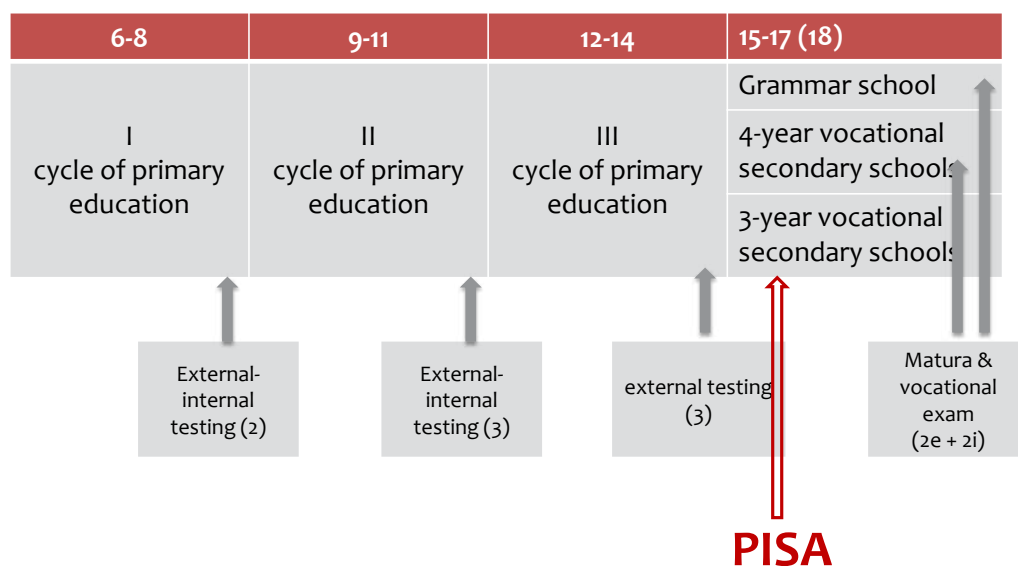 6-8
9-11
12-14
15-17 (18)
I
cycle of primary
education
II
cycle of primary
education
III
cycle of primary
education
Grammar school
4-year vocational
secondary schools
3-year vocational
secondary schools
External-
internal
testing (2)
External-
internal
testing (3)
external testing
(3)
Matura &
vocational
exam
(2e + 2i)
PISA